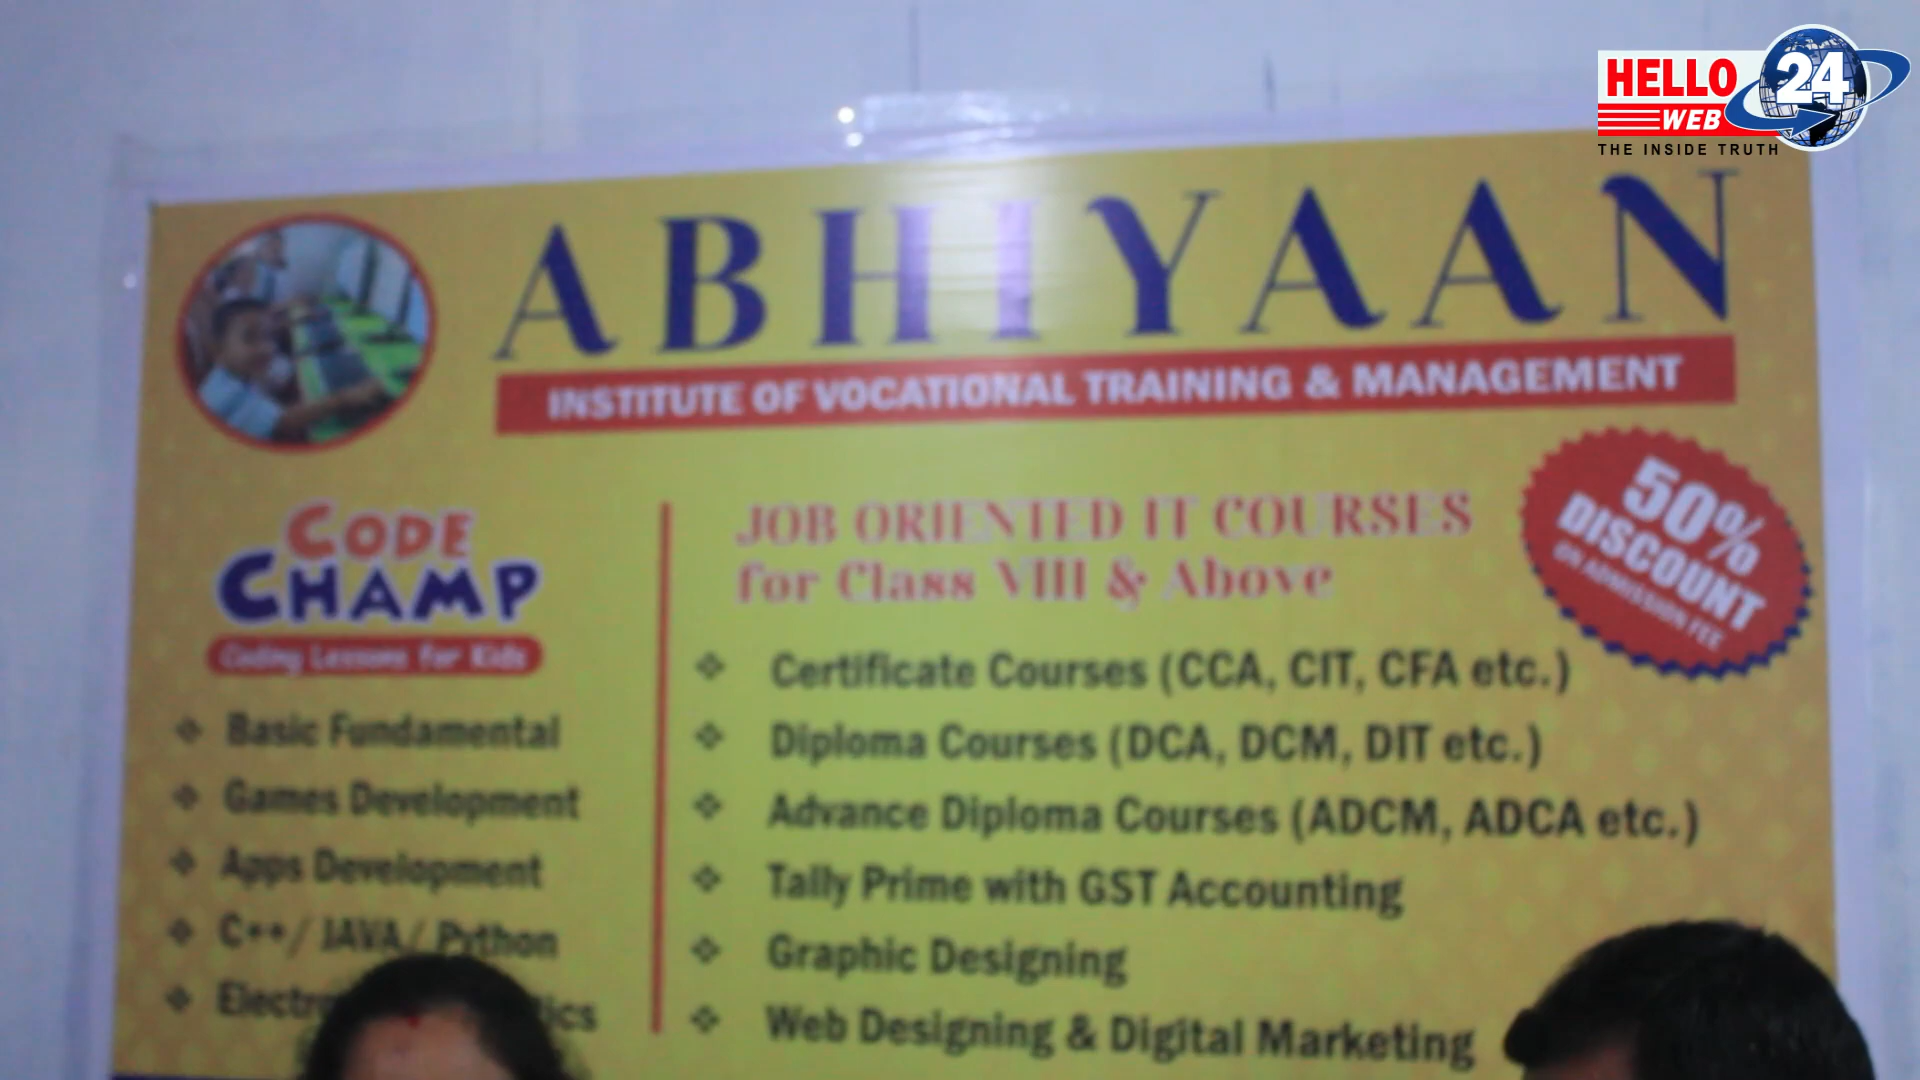 HELLO 24
WEB
THE INSIDE TRUTH
ABHIYAAN
INSTITUTE OF VOCATIONAL TRAINING & MANAGEMENT
CODE
CHAMP
Coding Lessons for Kids
Basic Fundamental
Games Development
Apps Development
C++/ JAVA/ Python
JOB ORIENTED IT COURSES
for Class VIII & Above
50%
DISCOUNT
ON ADMISSION FEE
Certificate Courses (CCA, CIT, CFA etc.)
Diploma Courses (DCA, DCM, DIT etc.)
Advance Diploma Courses (ADCM, ADCA etc.)
Tally Prime with GST Accounting
Graphic Designing
Web Designing & Digital Marketing